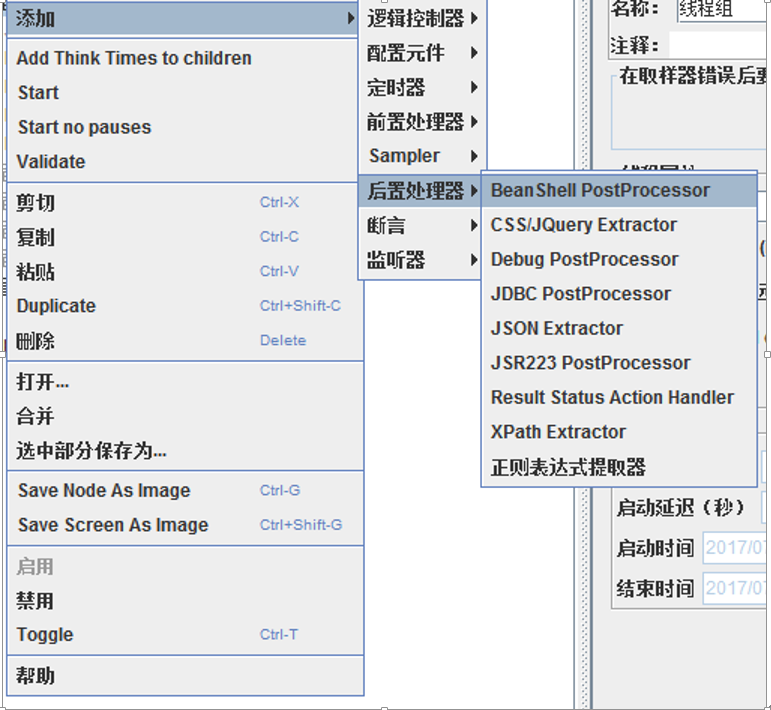 添加
Add Think Times to children
Start
Start no pauses
Validate
剪切 Ctrl-X
复制 Ctrl-C
粘贴 Ctrl-V
Duplicate Ctrl+Shift-C
删除 Delete
打开...
合并
选中部分保存为...
Save Node As Image Ctrl-G
Save Screen As Image Ctrl+Shift-G
启用
禁用
Toggle Ctrl-T
帮助
逻辑控制器
配置元件
定时器
前置处理器
Sampler
后置处理器
断言
监听器
BeanShell PostProcessor
CSS/JQuery Extractor
Debug PostProcessor
JDBC PostProcessor
JSON Extractor
JSR223 PostProcessor
Result Status Action Handler
XPath Extractor
正则表达式提取器
名称： 线程组
注释：
在取样器错误后要
启动延迟（秒）
启动时间 2017/07
结束时间 2017/07